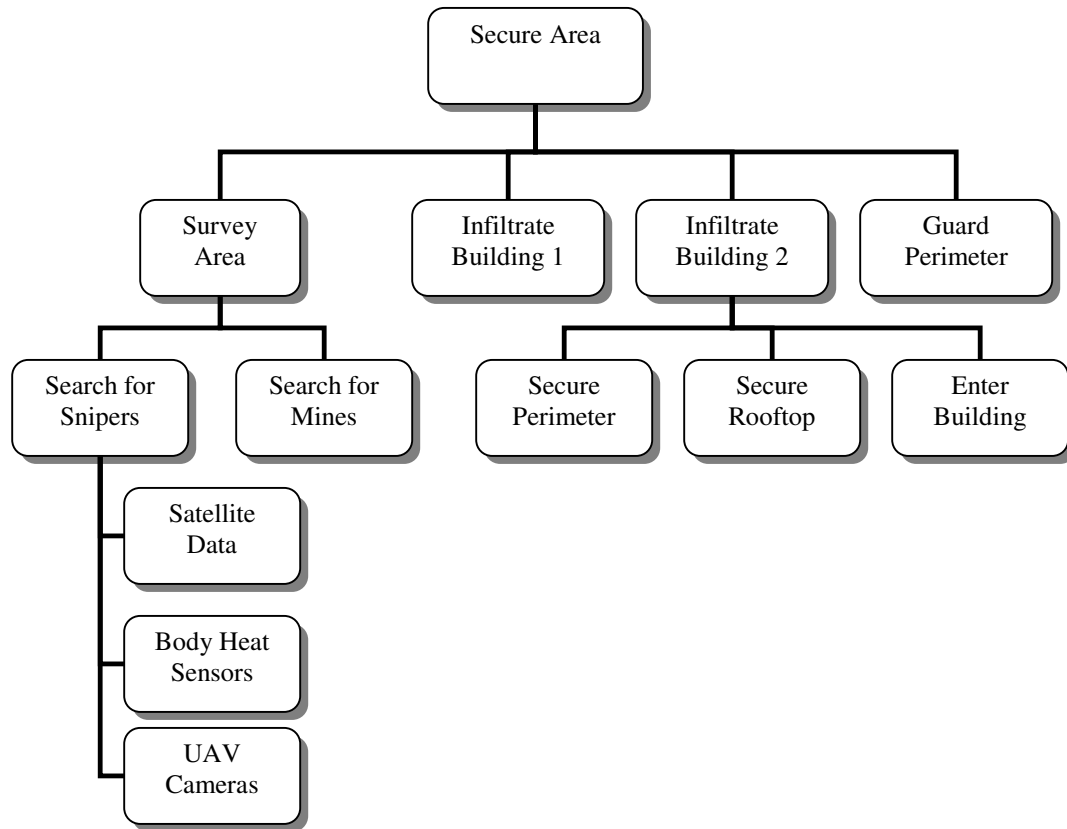 Secure Area
Survey
Area
Infiltrate
Building 1
Infiltrate
Building 2
Guard
Perimeter
Search for
Snipers
Search for
Mines
Secure
Perimeter
Secure
Rooftop
Enter
Building
Satellite
Data
Body Heat
Sensors
UAV
Cameras